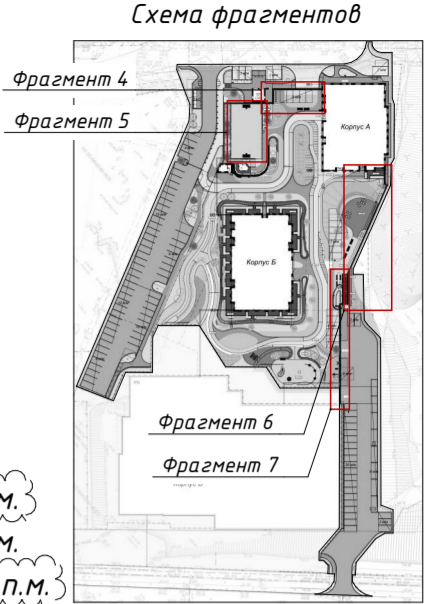 Схема фрагментов
Фрагмент 4
Фрагмент 5
Корпус А
Корпус Б
Фрагмент 6
Фрагмент 7
м.
м.
п.м.